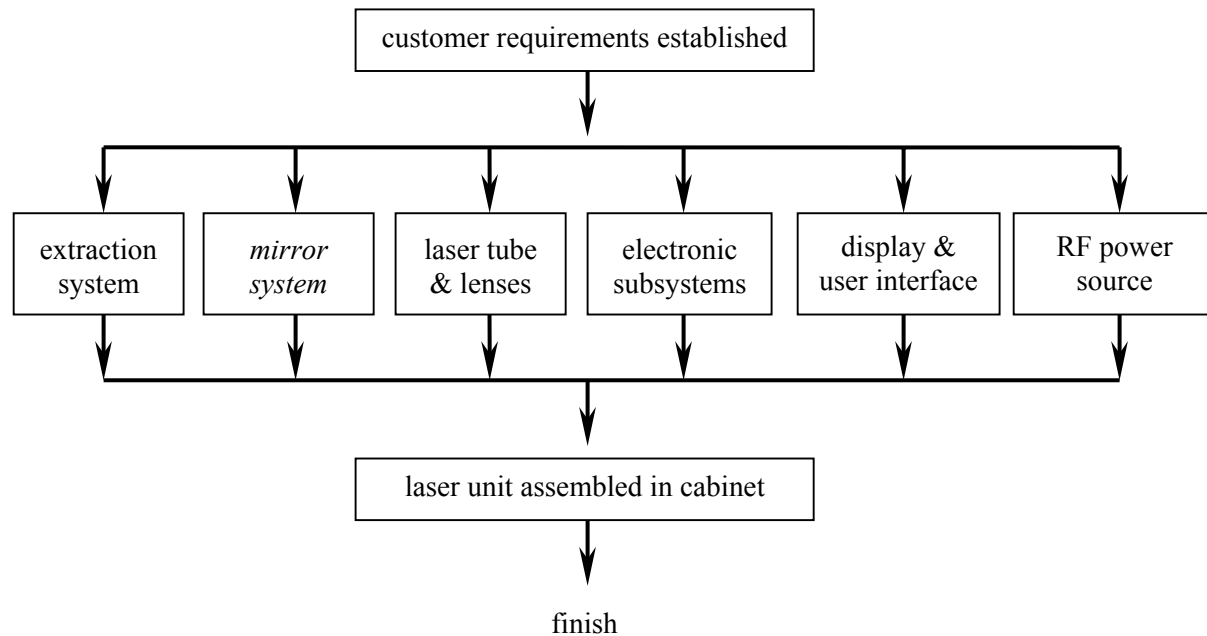 customer requirements established
extraction
system
mirror
system
laser tube
& lenses
electronic
subsystems
display &
user interface
RF power
source
laser unit assembled in cabinet
finish